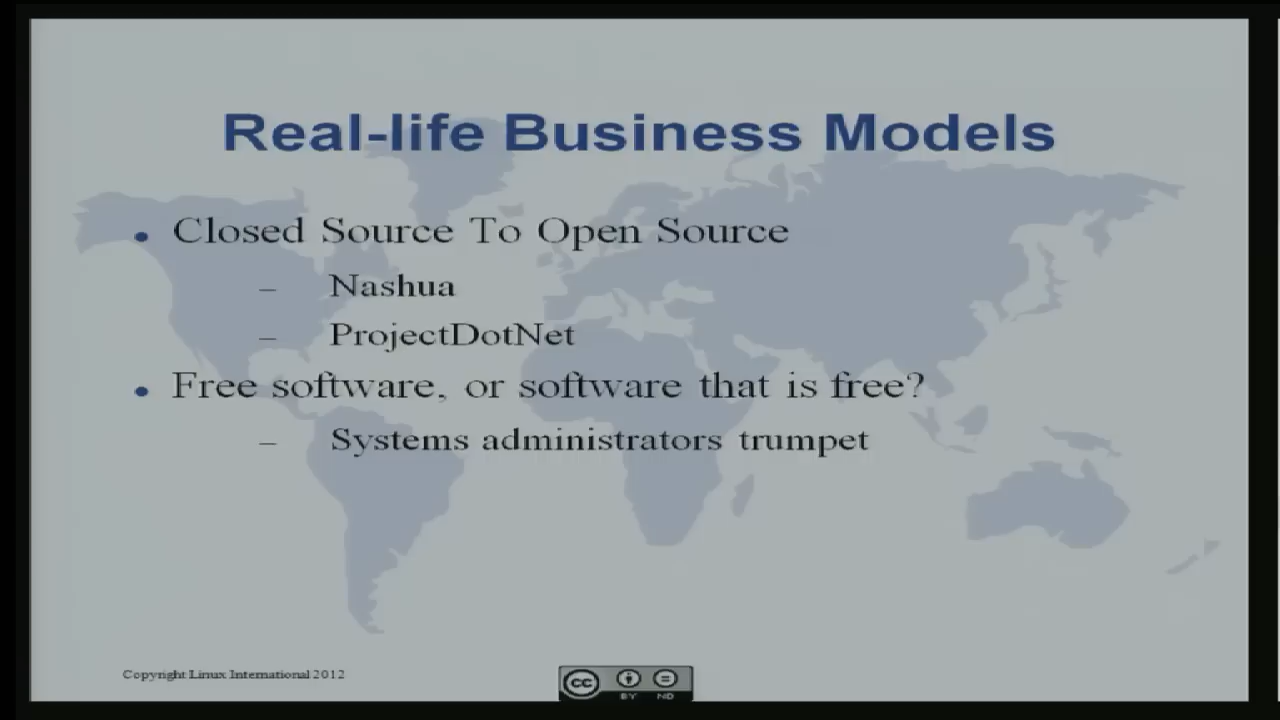 Real-life Business Models
• Closed Source To Open Source
– Nashua
– ProjectDotNet
• Free software, or software that is free?
– Systems administrators trumpet
Copyright Linux International 2012
cc
BY ND